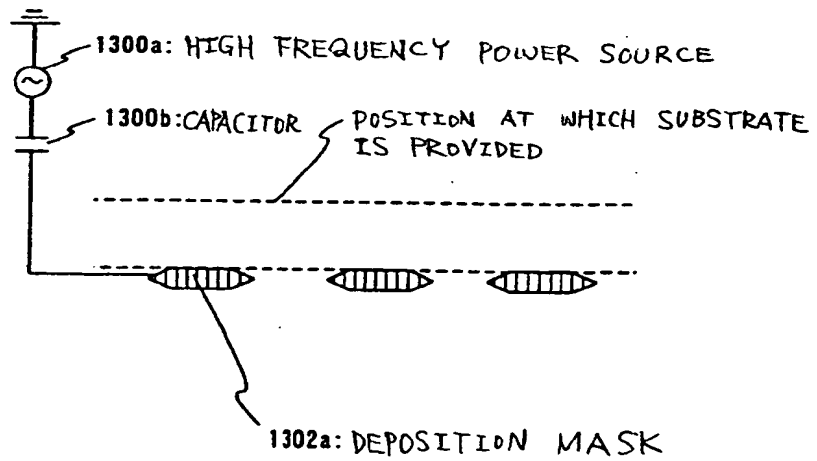 1300a: HIGH FREQUENCY POWER SOURCE
1300b: CAPACITOR
POSITION AT WHICH SUBSTRATE
IS PROVIDED
1302a: DEPOSITION MASK